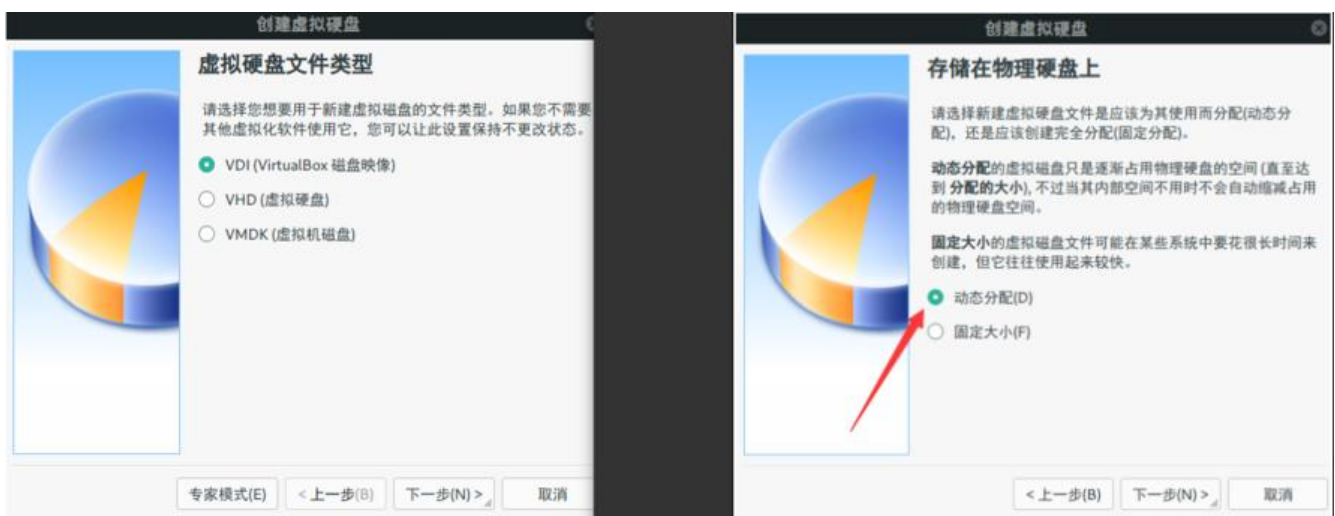 创建虚拟硬盘
虚拟硬盘文件类型
请选择您想要用于新建虚拟磁盘的文件类型。如果您不需要
其他虚拟化软件使用它，您可以让此设置保持不更改状态。
VDI (VirtualBox 磁盘映像)
VHD (虚拟硬盘)
VMDK (虚拟机磁盘)
专家模式(E) < 上一步(B) 下一步(N) > 取消
创建虚拟硬盘
存储在物理硬盘上
请选择新建虚拟硬盘文件是应该为其使用而分配(动态分
配)，还是应该创建完全分配(固定分配)。
动态分配的虚拟磁盘只是逐渐占用物理硬盘的空间 (直至达
到 分配的大小), 不过当其内部空间不用时不会自动缩减占用
的物理硬盘空间。
固定大小的虚拟磁盘文件可能在某些系统中要花很长时间来
创建，但它往往使用起来较快。
动态分配(D)
固定大小(F)
< 上一步(B) 下一步(N) > 取消